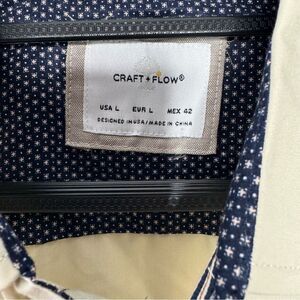 CRAFT + FLOW®
USA L EUR L MEX 42
DESIGNED IN USA/MADE IN CHINA